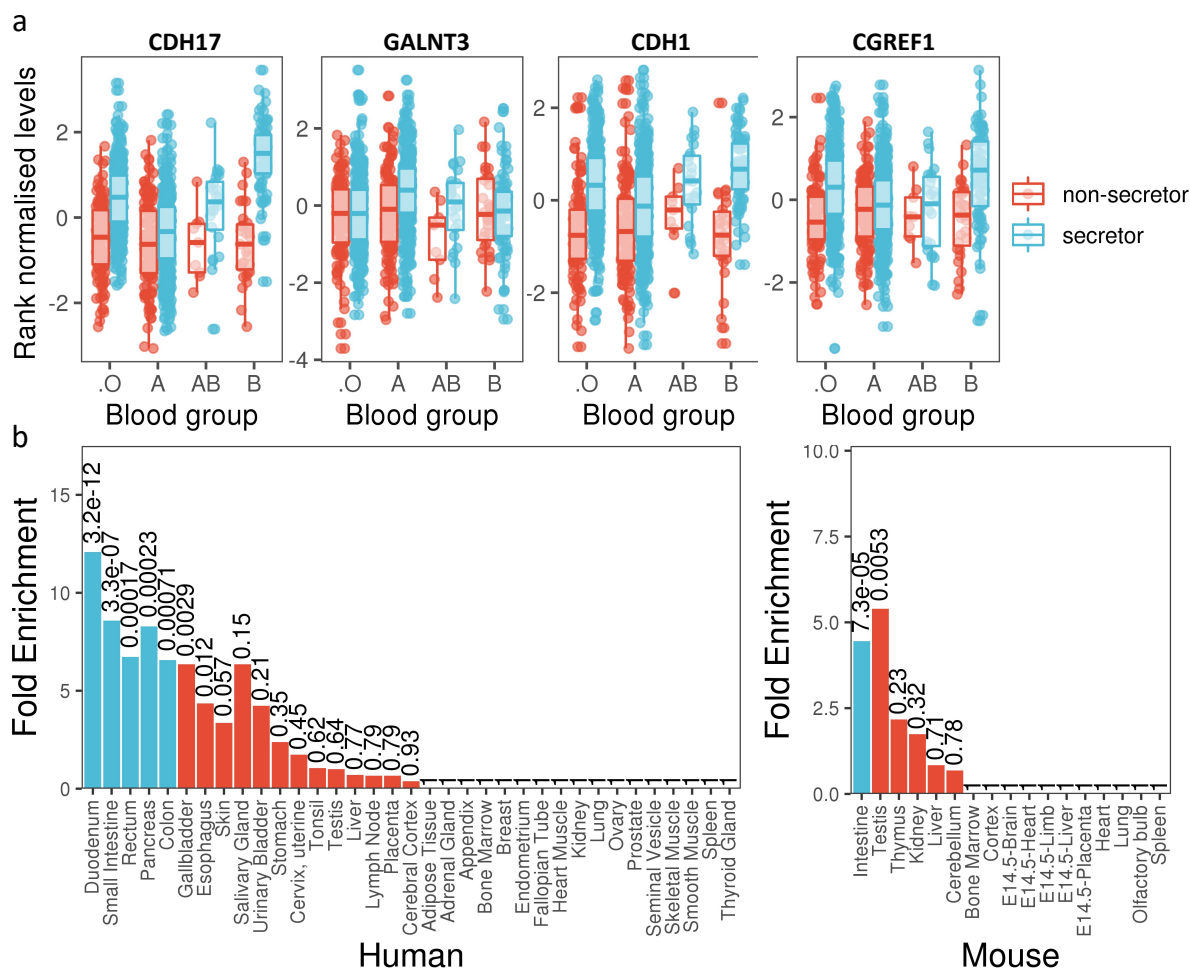 a
CDH17
GALNT3
CDH1
CGREF1
Rank normalised levels
2
0
-2
2
0
-2
-4
2
0
-2
2
0
-2
.O A AB B
.O A AB B
.O A AB B
.O A AB B
Blood group
Blood group
Blood group
Blood group
non-secretor
secretor
b
Fold Enrichment
15
10
5
0
3.2e-12
3.3e-07
0.00017
0.00023
0.00071
0.0029
0.012
0.057
0.15
0.21
0.35
0.45
0.62
0.64
0.77
0.79
0.79
0.93
Duodenum
Small Intestine
Rectum
Pancreas
Colon
Gallbladder
Esophagus
Skin
Salivary Gland
Urinary Bladder
Stomach
Cervix, uterine
Tonsil
Testis
Liver
Lymph Node
Placenta
Cerebral Cortex
Adipose Tissue
Adrenal Gland
Appendix
Bone Marrow
Breast
Endometrium
Fallopian Tube
Heart Muscle
Kidney
Lung
Ovary
Prostate
Seminal Vesicle
Skeletal Muscle
Smooth Muscle
Spleen
Thyroid Gland
Human
Fold Enrichment
10.0
7.5
5.0
2.5
0.0
7.3e-05
0.0053
0.23
0.32
0.71
0.78
Intestine
Testis
Thymus
Kidney
Liver
Cerebellum
Bone Marrow
Cortex
E14.5-Brain
E14.5-Heart
E14.5-Limb
E14.5-Liver
E14.5-Placenta
Heart
Lung
Olfactory bulb
Spleen
Mouse